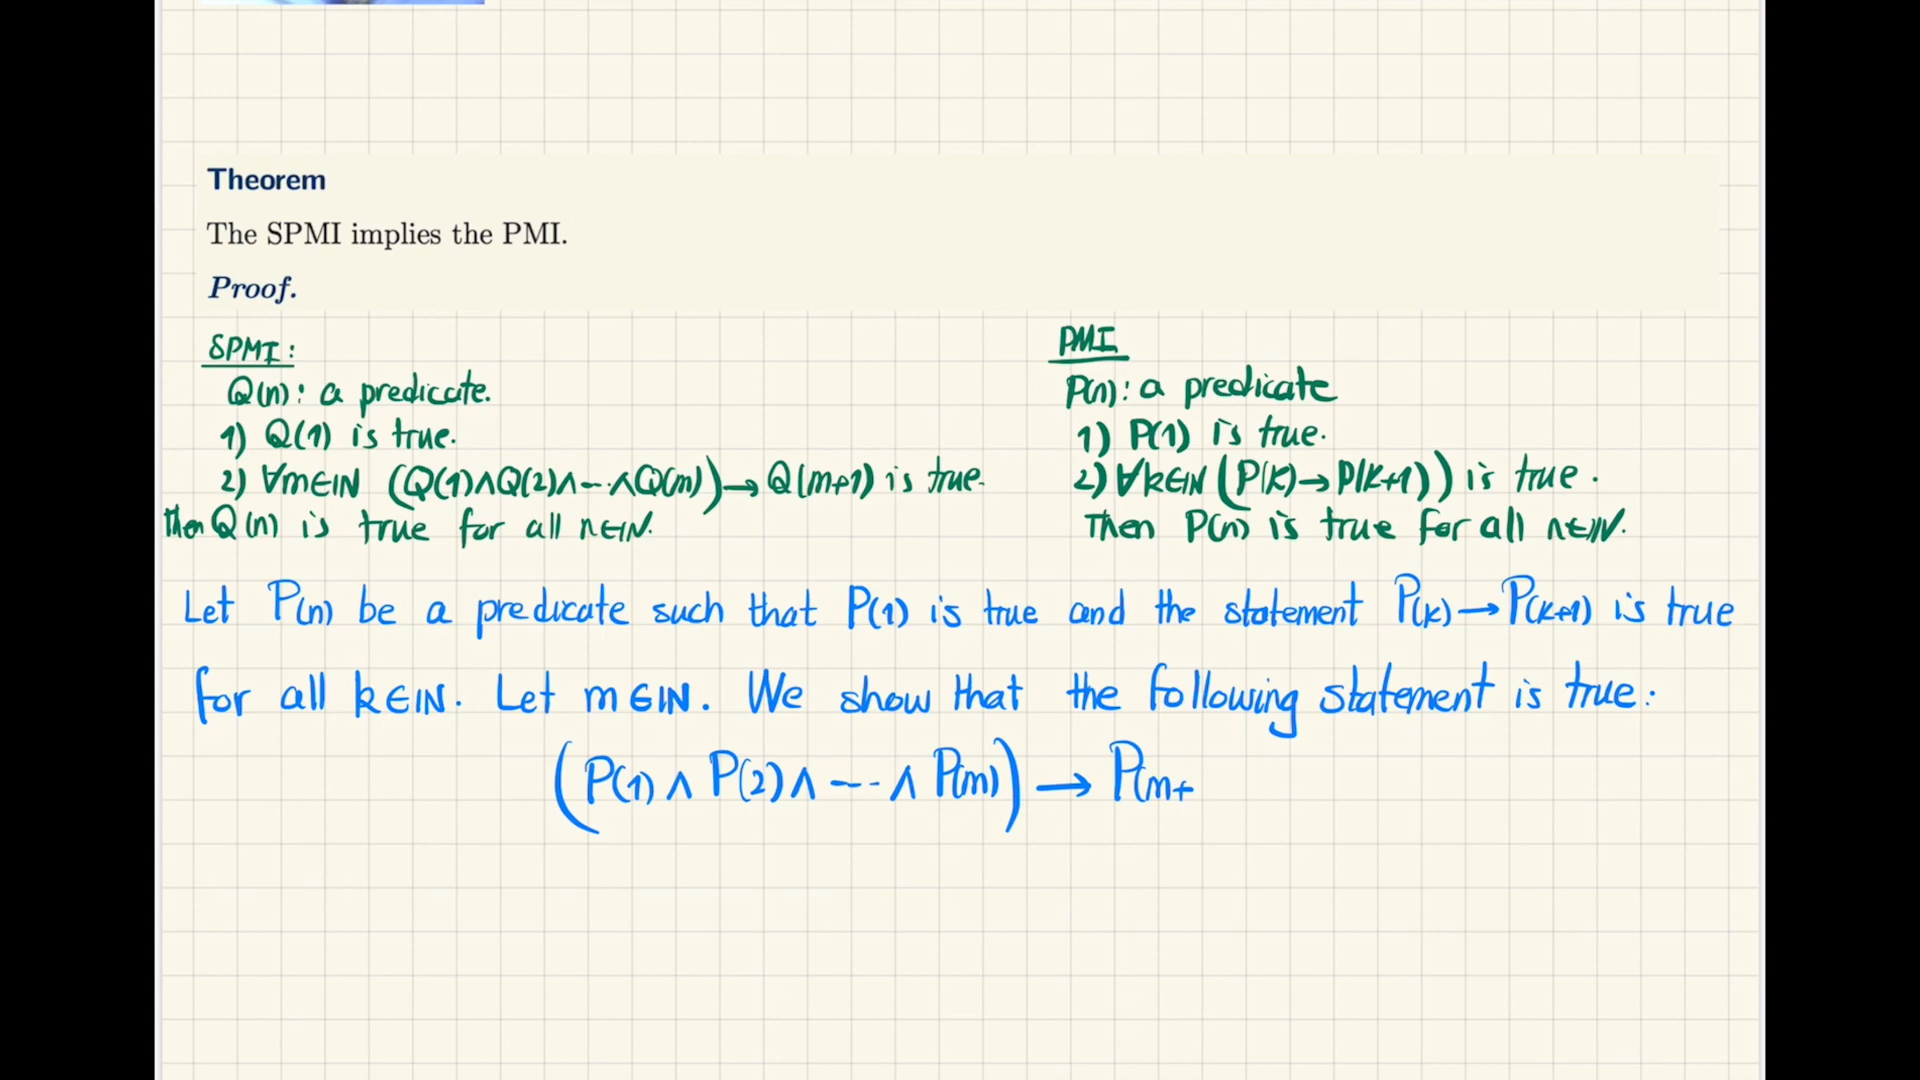 Theorem
The SPMI implies the PMI.
Proof.
SPMI:
Q(n): a predicate.
1) Q(1) is true.
2) ∀m∈ℕ (Q(1)∧Q(2)∧--·∧Q(m))→Q(m+1) is true.
then Q(n) is true for all n∈ℕ.
PMI
P(n): a predicate
1) P(1) is true.
2) ∀k∈ℕ (P(k)→P(k+1)) is true.
Then P(n) is true for all n∈ℕ.
Let P(n) be a predicate such that P(1) is true and the statement P(k)→P(k+1) is true
for all k∈ℕ. Let m∈ℕ. We show that the following statement is true:
(P(1)∧P(2)∧--·∧P(m))→P(m+